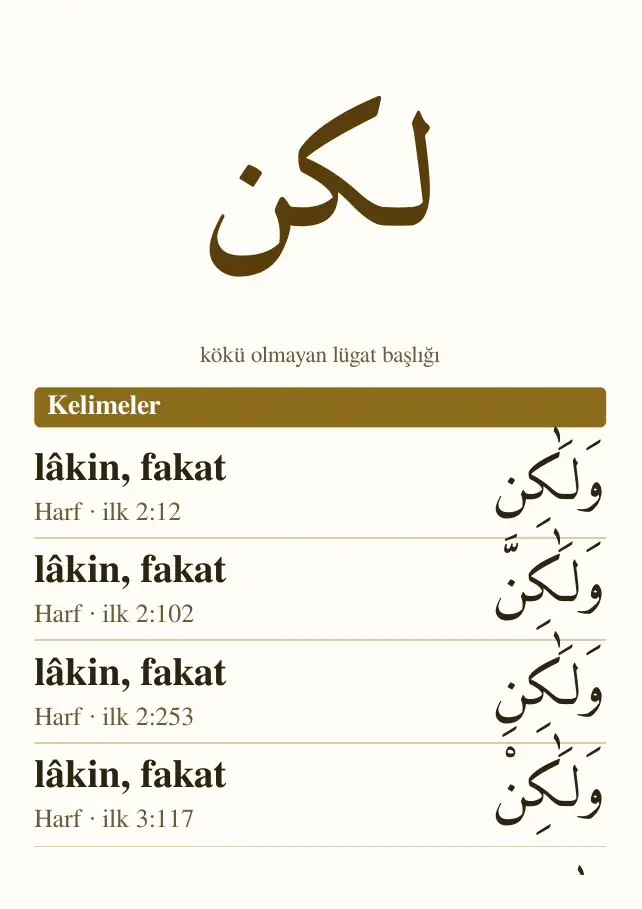 لكن
kökü olmayan lügat başlığı
Kelimeler
lâkin, fakat وَلَٰكِن
Harf · ilk 2:12
lâkin, fakat وَلَٰكِنَّ
Harf · ilk 2:102
lâkin, fakat وَلَٰكِنِ
Harf · ilk 2:253
lâkin, fakat وَلَٰكِنْ
Harf · ilk 3:117